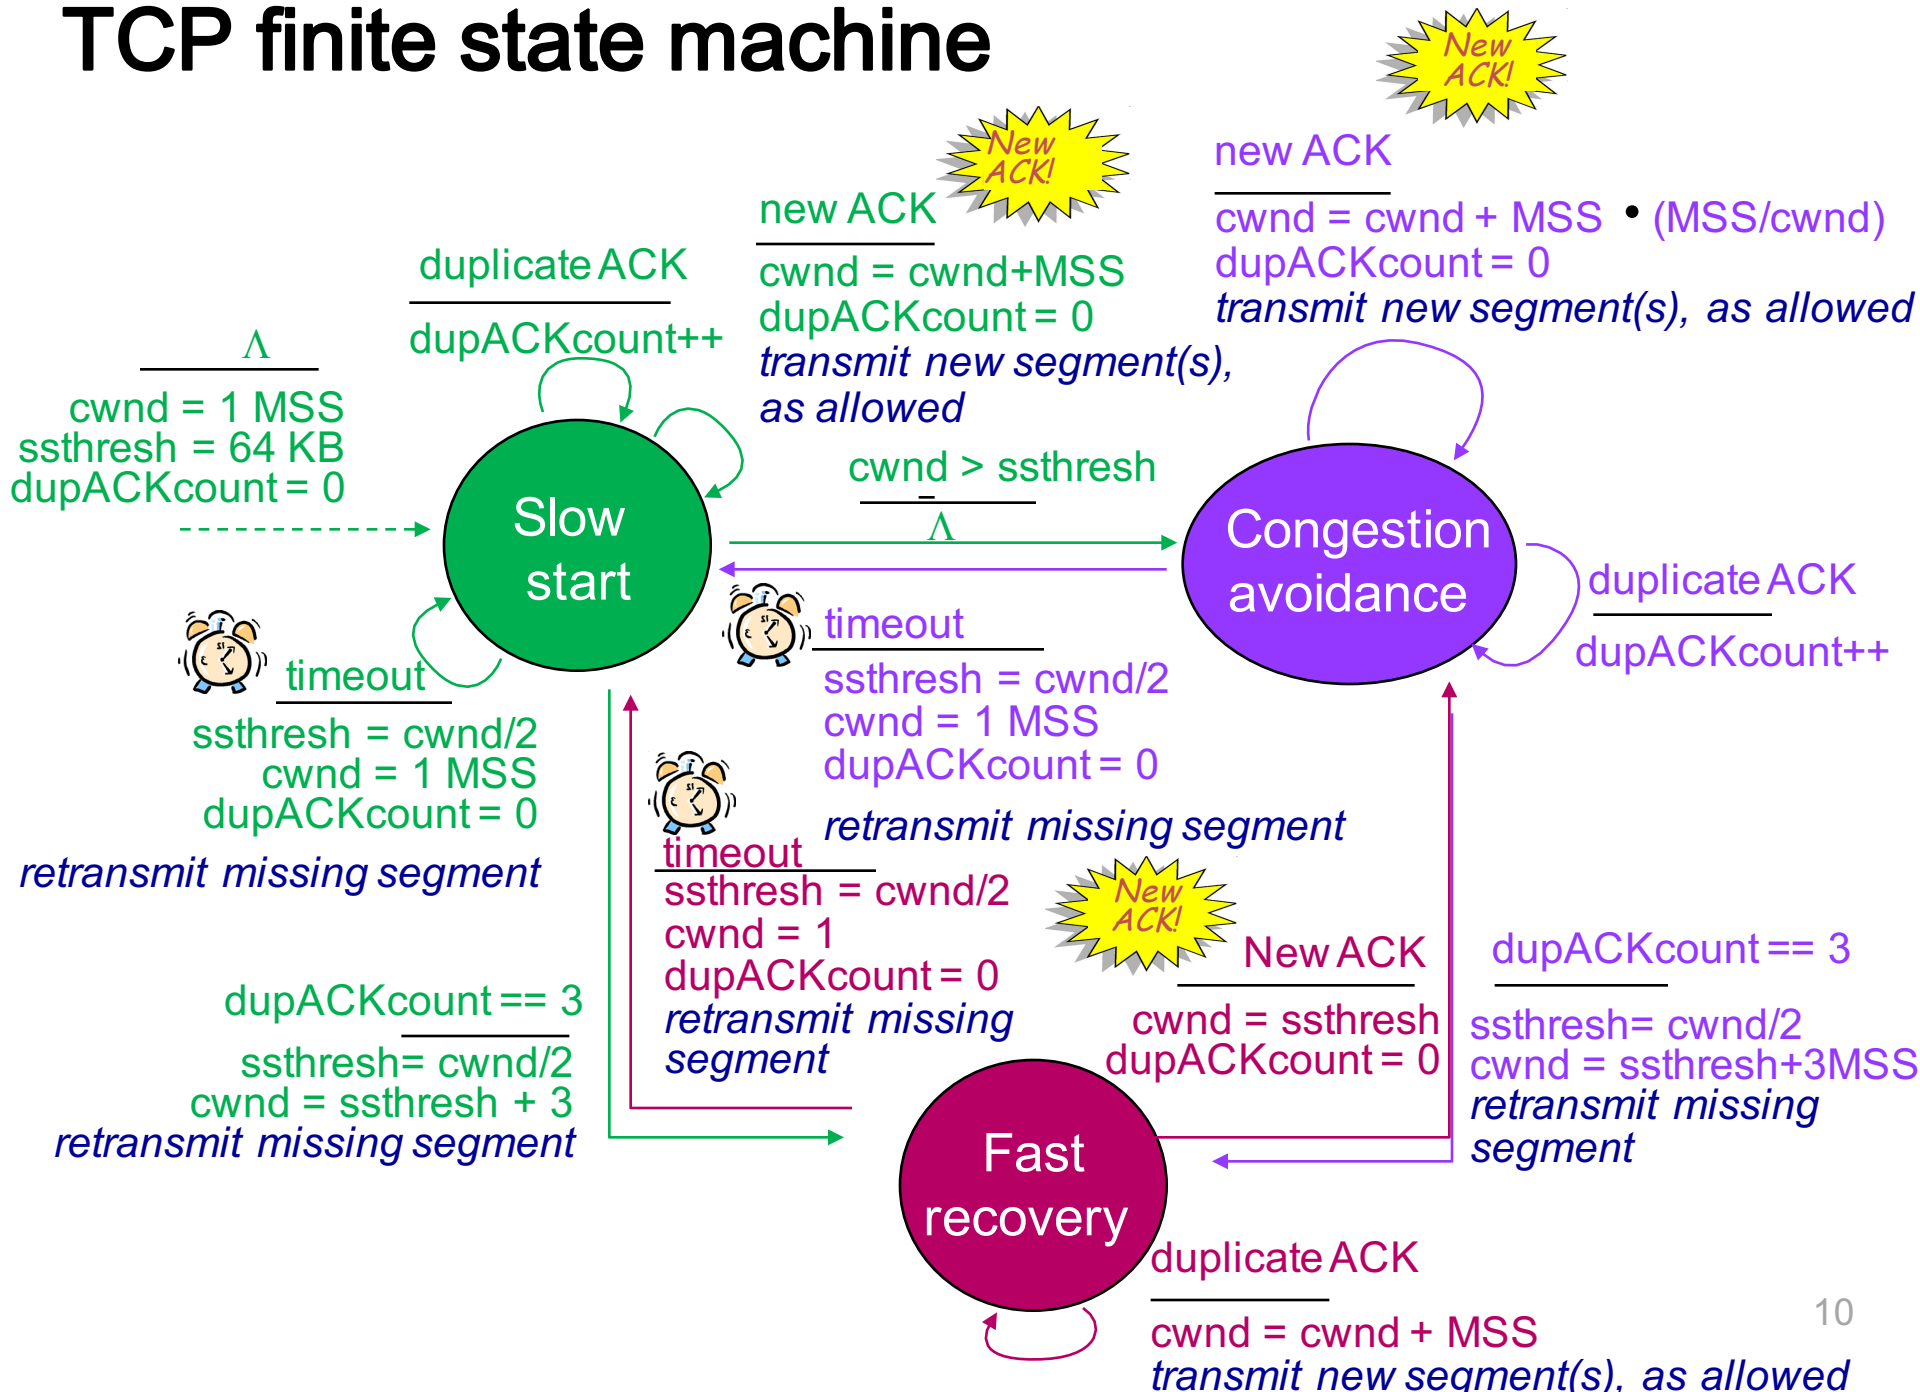 TCP finite state machine
New
ACK!
New
ACK!
new ACK
cwnd = cwnd + MSS • (MSS/cwnd)
dupACKcount = 0
transmit new segment(s), as allowed
new ACK
cwnd = cwnd+MSS
dupACKcount = 0
transmit new segment(s),
as allowed
duplicate ACK
dupACKcount++
Λ
cwnd = 1 MSS
ssthresh = 64 KB
dupACKcount = 0
cwnd > ssthresh
Λ
Slow
start
Congestion
avoidance
duplicate ACK
dupACKcount++
timeout
ssthresh = cwnd/2
cwnd = 1 MSS
dupACKcount = 0
retransmit missing segment
timeout
ssthresh = cwnd/2
cwnd = 1 MSS
dupACKcount = 0
retransmit missing segment
timeout
ssthresh = cwnd/2
cwnd = 1
dupACKcount = 0
retransmit missing
segment
New
ACK!
New ACK
cwnd = ssthresh
dupACKcount = 0
dupACKcount == 3
ssthresh= cwnd/2
cwnd = ssthresh+3MSS
retransmit missing
segment
dupACKcount == 3
ssthresh= cwnd/2
cwnd = ssthresh + 3
retransmit missing segment
Fast
recovery
duplicate ACK
cwnd = cwnd + MSS
transmit new segment(s), as allowed
10